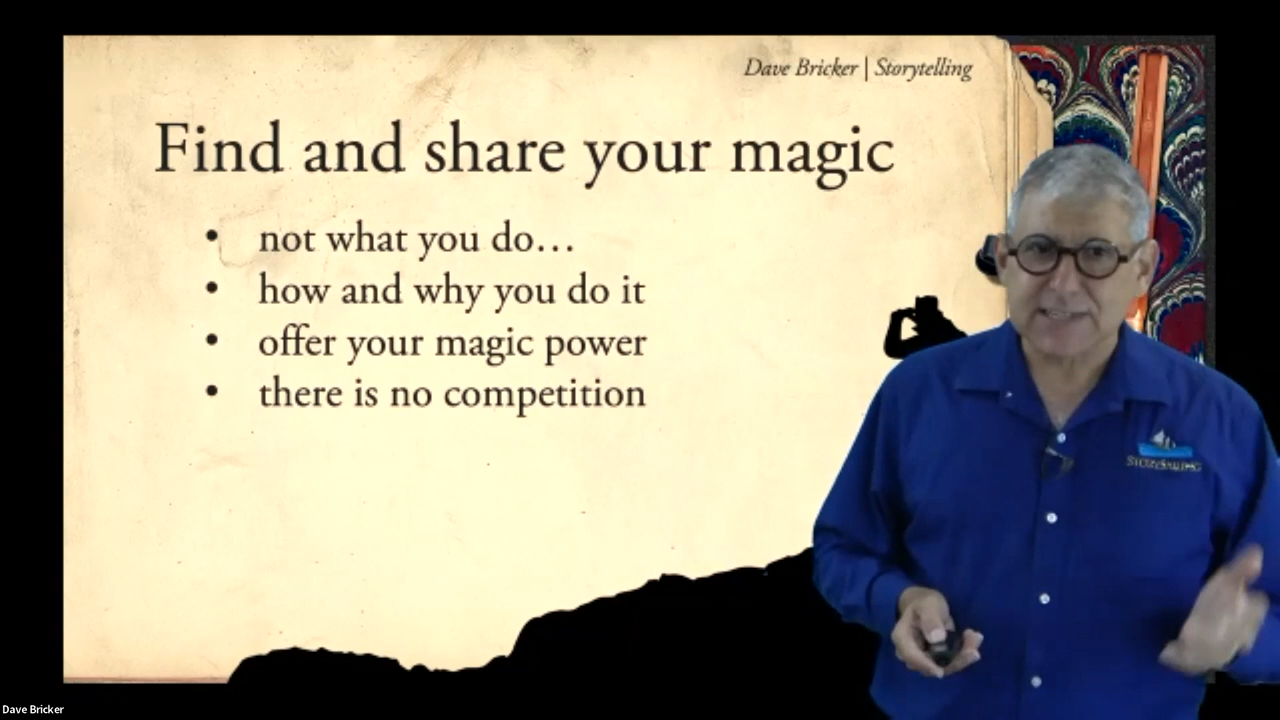 Dave Bricker | Storytelling
Find and share your magic
• not what you do…
• how and why you do it
• offer your magic power
• there is no competition
STORYSAILING
Dave Bricker